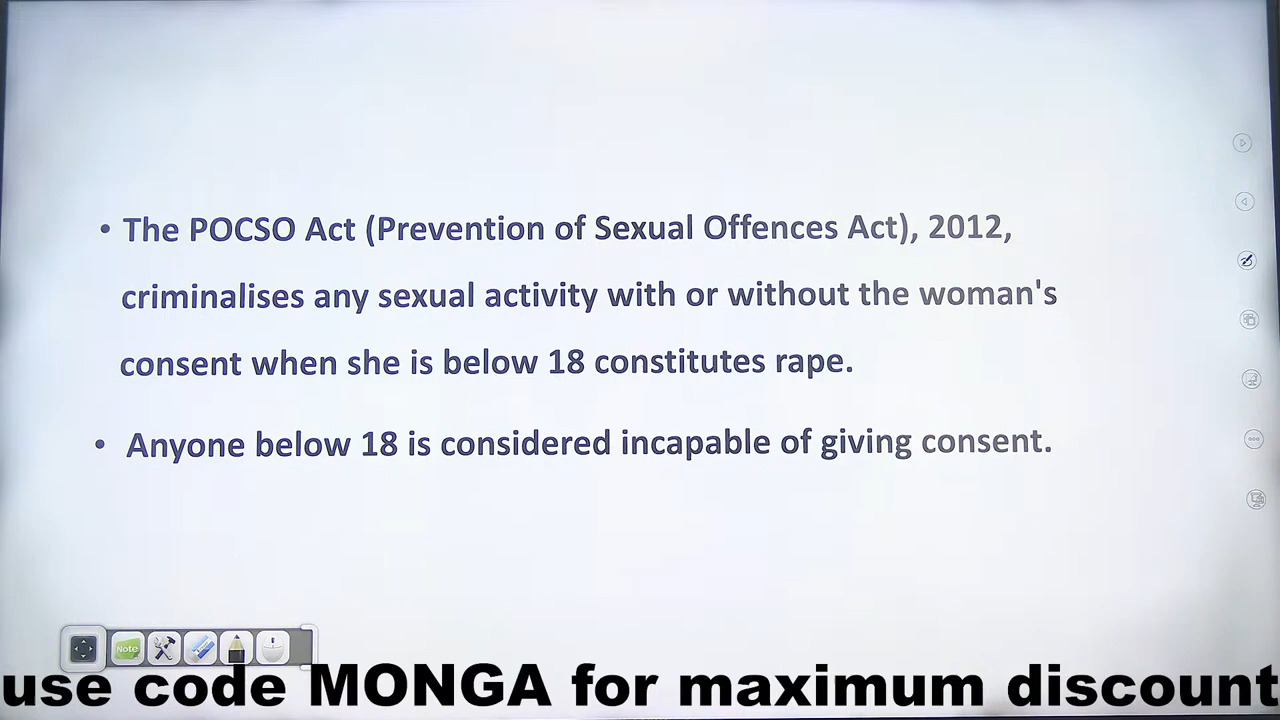 • The POCSO Act (Prevention of Sexual Offences Act), 2012,
criminalises any sexual activity with or without the woman's
consent when she is below 18 constitutes rape.
• Anyone below 18 is considered incapable of giving consent.
Note
use code MONGA for maximum discount